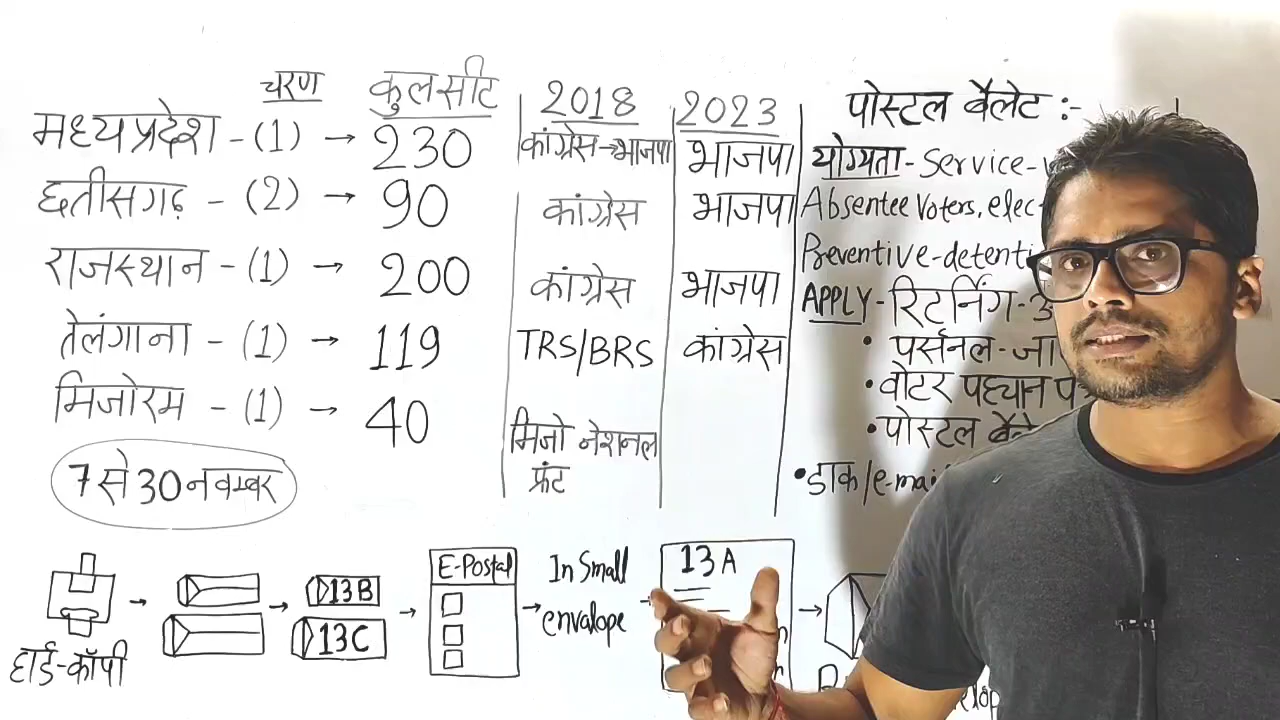 चरण कुल सीट 2018 2023
मध्यप्रदेश - (1) → 230 कांग्रेस→भाजपा भाजपा
छतीसगढ़ - (2) → 90 कांग्रेस भाजपा
राजस्थान - (1) → 200 कांग्रेस भाजपा
तेलंगाना - (1) → 119 TRS/BRS कांग्रेस
मिजोरम - (1) → 40 मिजो नेशनल
फ्रंट
7 से 30 नवम्बर
पोस्टल बैलेट :-
योग्यता - Service-
Absentee Voters, elec
Preventive-detenti
APPLY - रिटर्निंग-
• पर्सनल-
• वोटर पहचान
• पोस्टल
• डाक/e-mai
हार्ड-कॉपी
13B
13C
E-Postal
In Small
envalope
13A